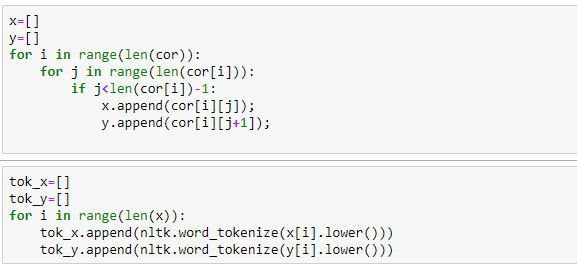 x=[]
y=[]
for i in range(len(cor)):
    for j in range(len(cor[i])):
        if j<len(cor[i])-1:
            x.append(cor[i][j]);
            y.append(cor[i][j+1]);
tok_x=[]
tok_y=[]
for i in range(len(x)):
    tok_x.append(nltk.word_tokenize(x[i].lower()))
    tok_y.append(nltk.word_tokenize(y[i].lower()))